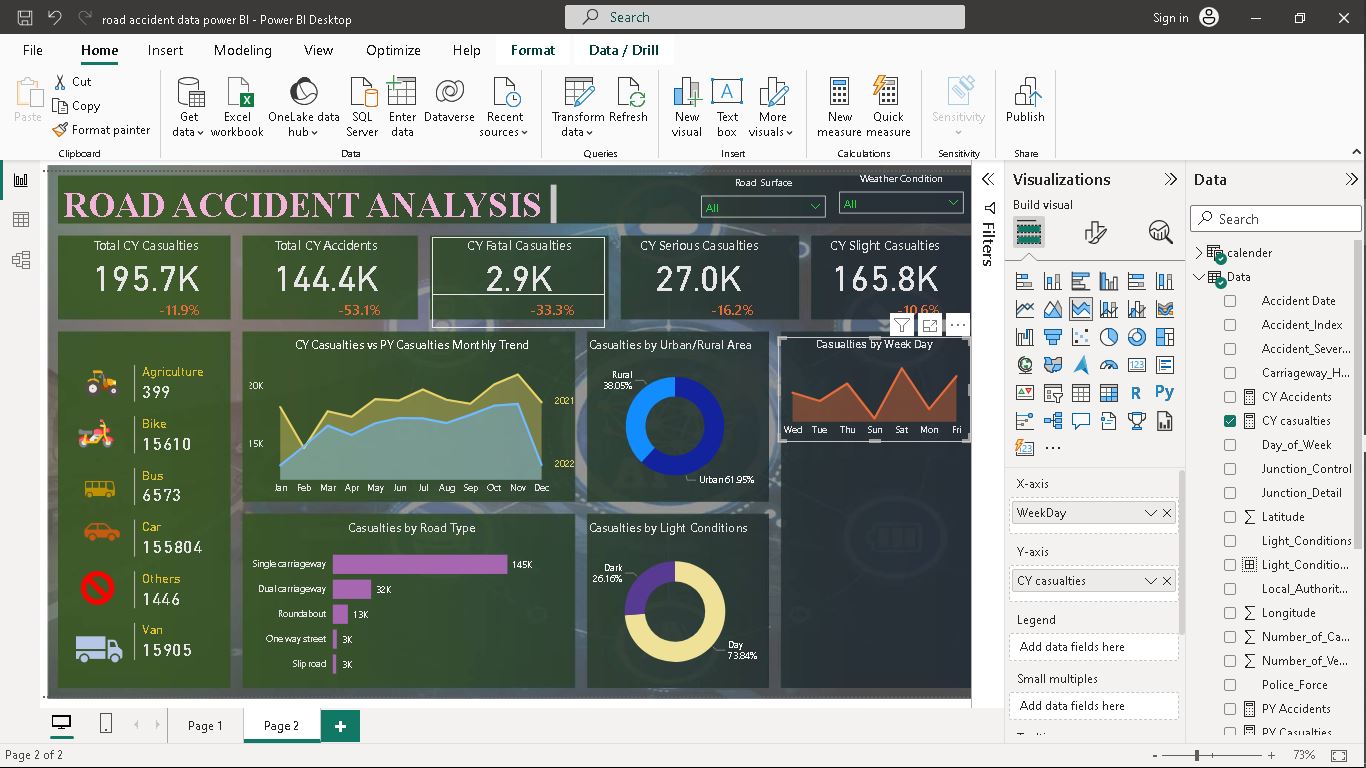 road accident data power BI - Power BI Desktop
Search
Sign in
File Home Insert Modeling View Optimize Help Format Data / Drill
Paste
Cut
Copy
Format painter
Clipboard
Get data
Excel workbook
OneLake data hub
SQL Server
Enter data
Dataverse
Recent sources
Data
Transform data
Refresh
Queries
New visual
Text box
More visuals
Insert
New measure
Quick measure
Calculations
Sensitivity
Sensitivity
Publish
Share
ROAD ACCIDENT ANALYSIS
Road Surface
All
Weather Condition
All
Total CY Casualties
195.7K
-11.9%
Total CY Accidents
144.4K
-53.1%
CY Fatal Casualties
2.9K
-33.3%
CY Serious Casualties
27.0K
-16.2%
CY Slight Casualties
165.8K
-10.6%
Agriculture
399
Bike
15610
Bus
6573
Car
155804
Others
1446
Van
15905
CY Casualties vs PY Casualties Monthly Trend
20K
15K
2021
2022
Jan Feb Mar Apr May Jun Jul Aug Sep Oct Nov Dec
Casualties by Urban/Rural Area
Rural
38.05%
Urban 61.95%
Casualties by Week Day
Wed Tue Thu Sun Sat Mon Fri
Casualties by Road Type
Single carriageway 145K
Dual carriageway 32K
Roundabout 13K
One way street 3K
Slip road 3K
Casualties by Light Conditions
Dark
26.16%
Day
73.84%
Filters
Visualizations
Build visual
R Py
123
X-axis
WeekDay
Y-axis
CY casualties
Legend
Add data fields here
Small multiples
Add data fields here
Data
Search
calender
Data
Accident Date
Accident_Index
Accident_Sever...
Carriageway_H...
CY Accidents
CY casualties
Day_of_Week
Junction_Control
Junction_Detail
Latitude
Light_Conditions
Light_Conditio...
Local_Authorit...
Longitude
Number_of_Ca...
Number_of_Ve...
Police_Force
PY Accidents
PY Casualties
Page 1
Page 2
Page 2 of 2
73%